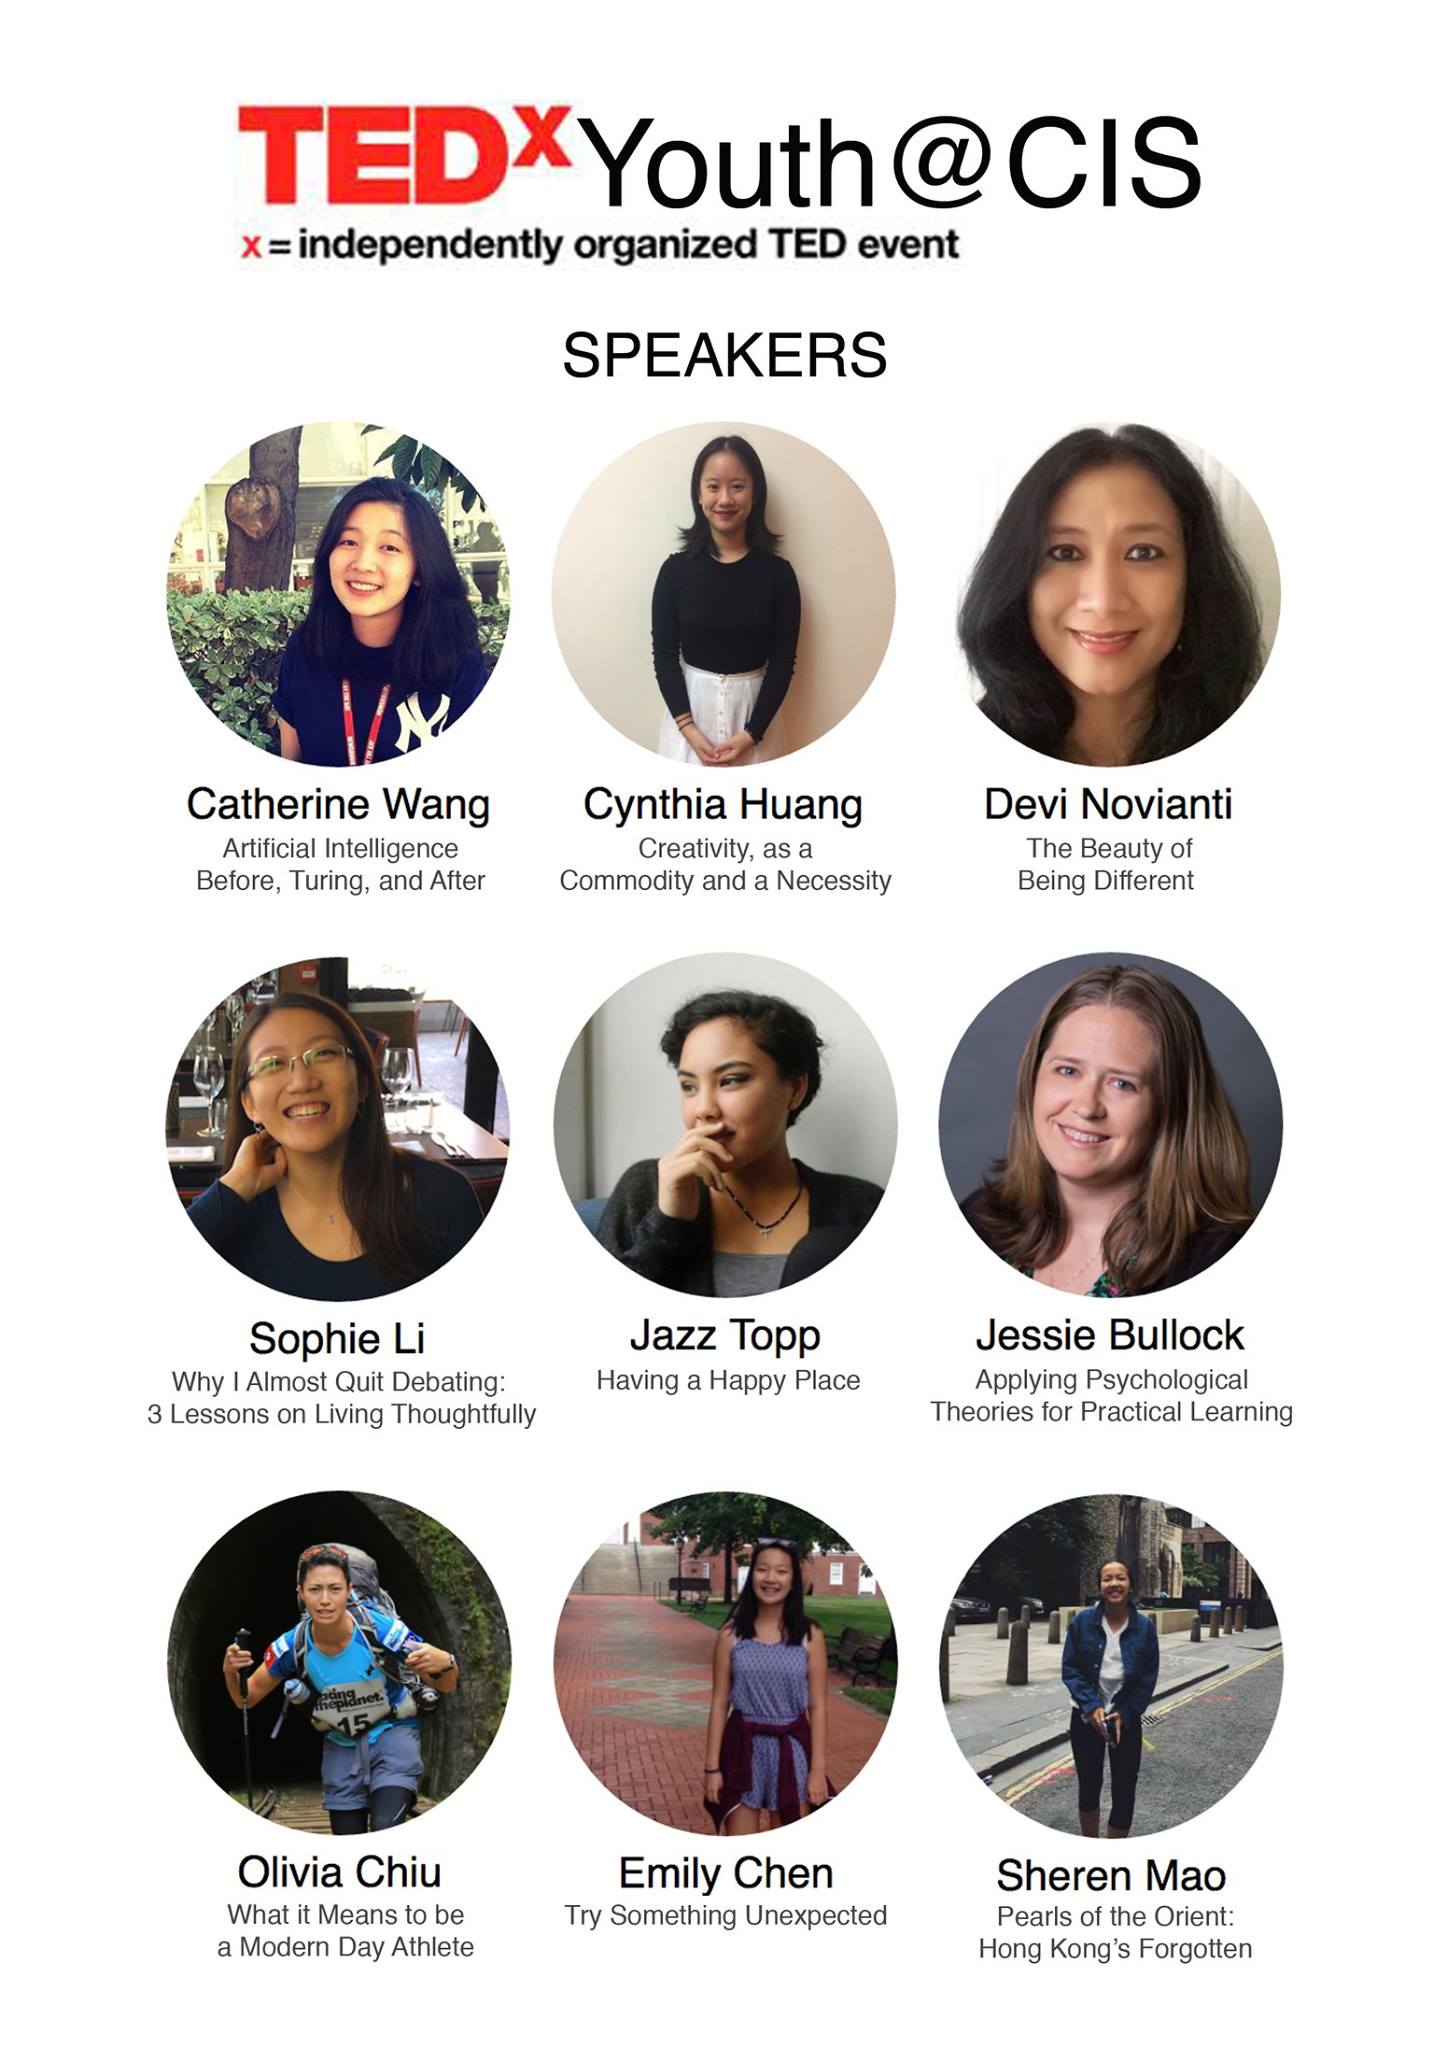 TEDx Youth@CIS
x = independently organized TED event
SPEAKERS
Catherine Wang
Artificial Intelligence
Before, Turing, and After
Cynthia Huang
Creativity, as a
Commodity and a Necessity
Devi Novianti
The Beauty of
Being Different
Sophie Li
Why I Almost Quit Debating:
3 Lessons on Living Thoughtfully
Jazz Topp
Having a Happy Place
Jessie Bullock
Applying Psychological
Theories for Practical Learning
theplanet.
15
Olivia Chiu
What it Means to be
a Modern Day Athlete
Emily Chen
Try Something Unexpected
Sheren Mao
Pearls of the Orient:
Hong Kong's Forgotten